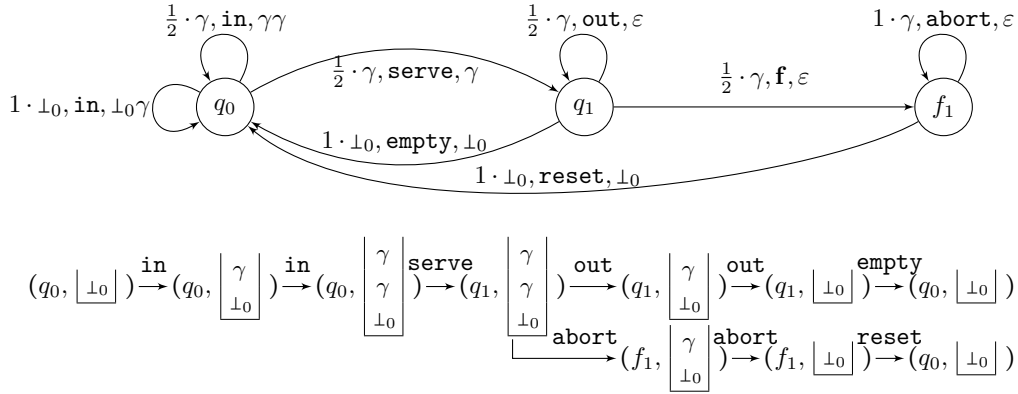 ½ · γ, in, γγ
½ · γ, out, ε
1 · γ, abort, ε
½ · γ, serve, γ
½ · γ, f, ε
1 · ⊥₀, in, ⊥₀γ
q₀
q₁
f₁
1 · ⊥₀, empty, ⊥₀
1 · ⊥₀, reset, ⊥₀
(q₀, ⊥₀) in (q₀, γ ⊥₀) in (q₀, γ γ ⊥₀) serve (q₁, γ γ ⊥₀) out (q₁, γ ⊥₀) out (q₁, ⊥₀) empty (q₀, ⊥₀)
abort (f₁, γ ⊥₀) abort (f₁, ⊥₀) reset (q₀, ⊥₀)